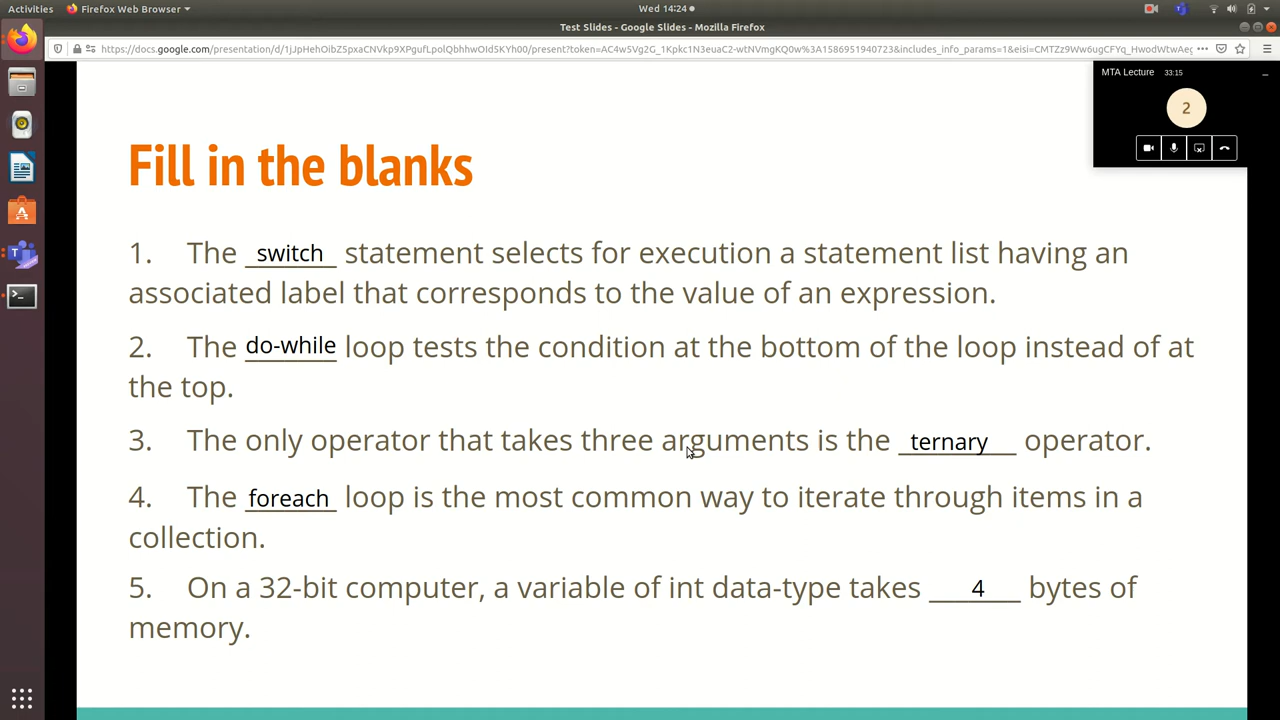 Activities Firefox Web Browser Wed 14:24
Test Slides - Google Slides - Mozilla Firefox
MTA Lecture 33:15
2
Fill in the blanks
1. The switch statement selects for execution a statement list having an
associated label that corresponds to the value of an expression.
2. The do-while loop tests the condition at the bottom of the loop instead of at
the top.
3. The only operator that takes three arguments is the ternary operator.
4. The foreach loop is the most common way to iterate through items in a
collection.
5. On a 32-bit computer, a variable of int data-type takes 4 bytes of
memory.